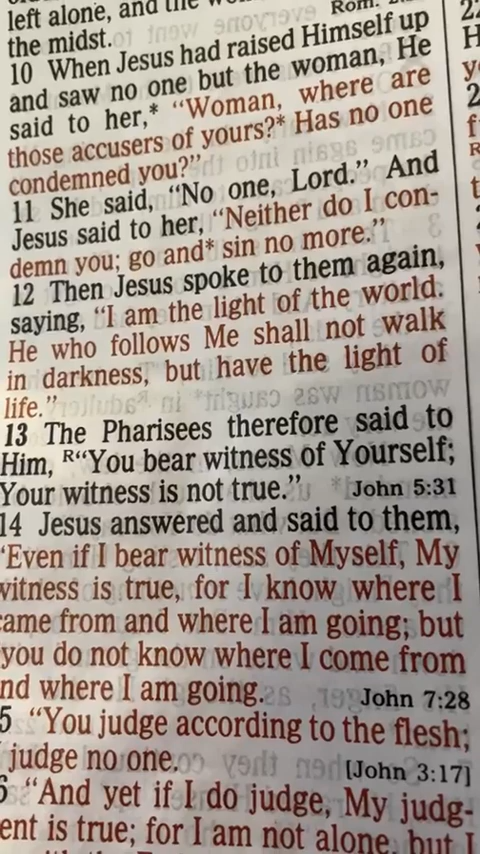 left alone, and the
Rom.
the midst.
10 When Jesus had raised Himself up
and saw no one but the woman, He
said to her,* “Woman, where are
those accusers of yours?* Has no one
condemned you?”
11 She said, “No one, Lord.” And
Jesus said to her, “Neither do I con-
demn you; go and* sin no more.”
12 Then Jesus spoke to them again,
saying, “I am the light of the world.
He who follows Me shall not walk
in darkness, but have the light of
life.”
13 The Pharisees therefore said to
Him, R“You bear witness of Yourself;
Your witness is not true.” John 5:31
14 Jesus answered and said to them,
“Even if I bear witness of Myself, My
witness is true, for I know where I
came from and where I am going; but
you do not know where I come from
and where I am going. John 7:28
5 “You judge according to the flesh;
I judge no one. [John 3:17]
6 “And yet if I do judge, My judg-
ment is true; for I am not alone, but I